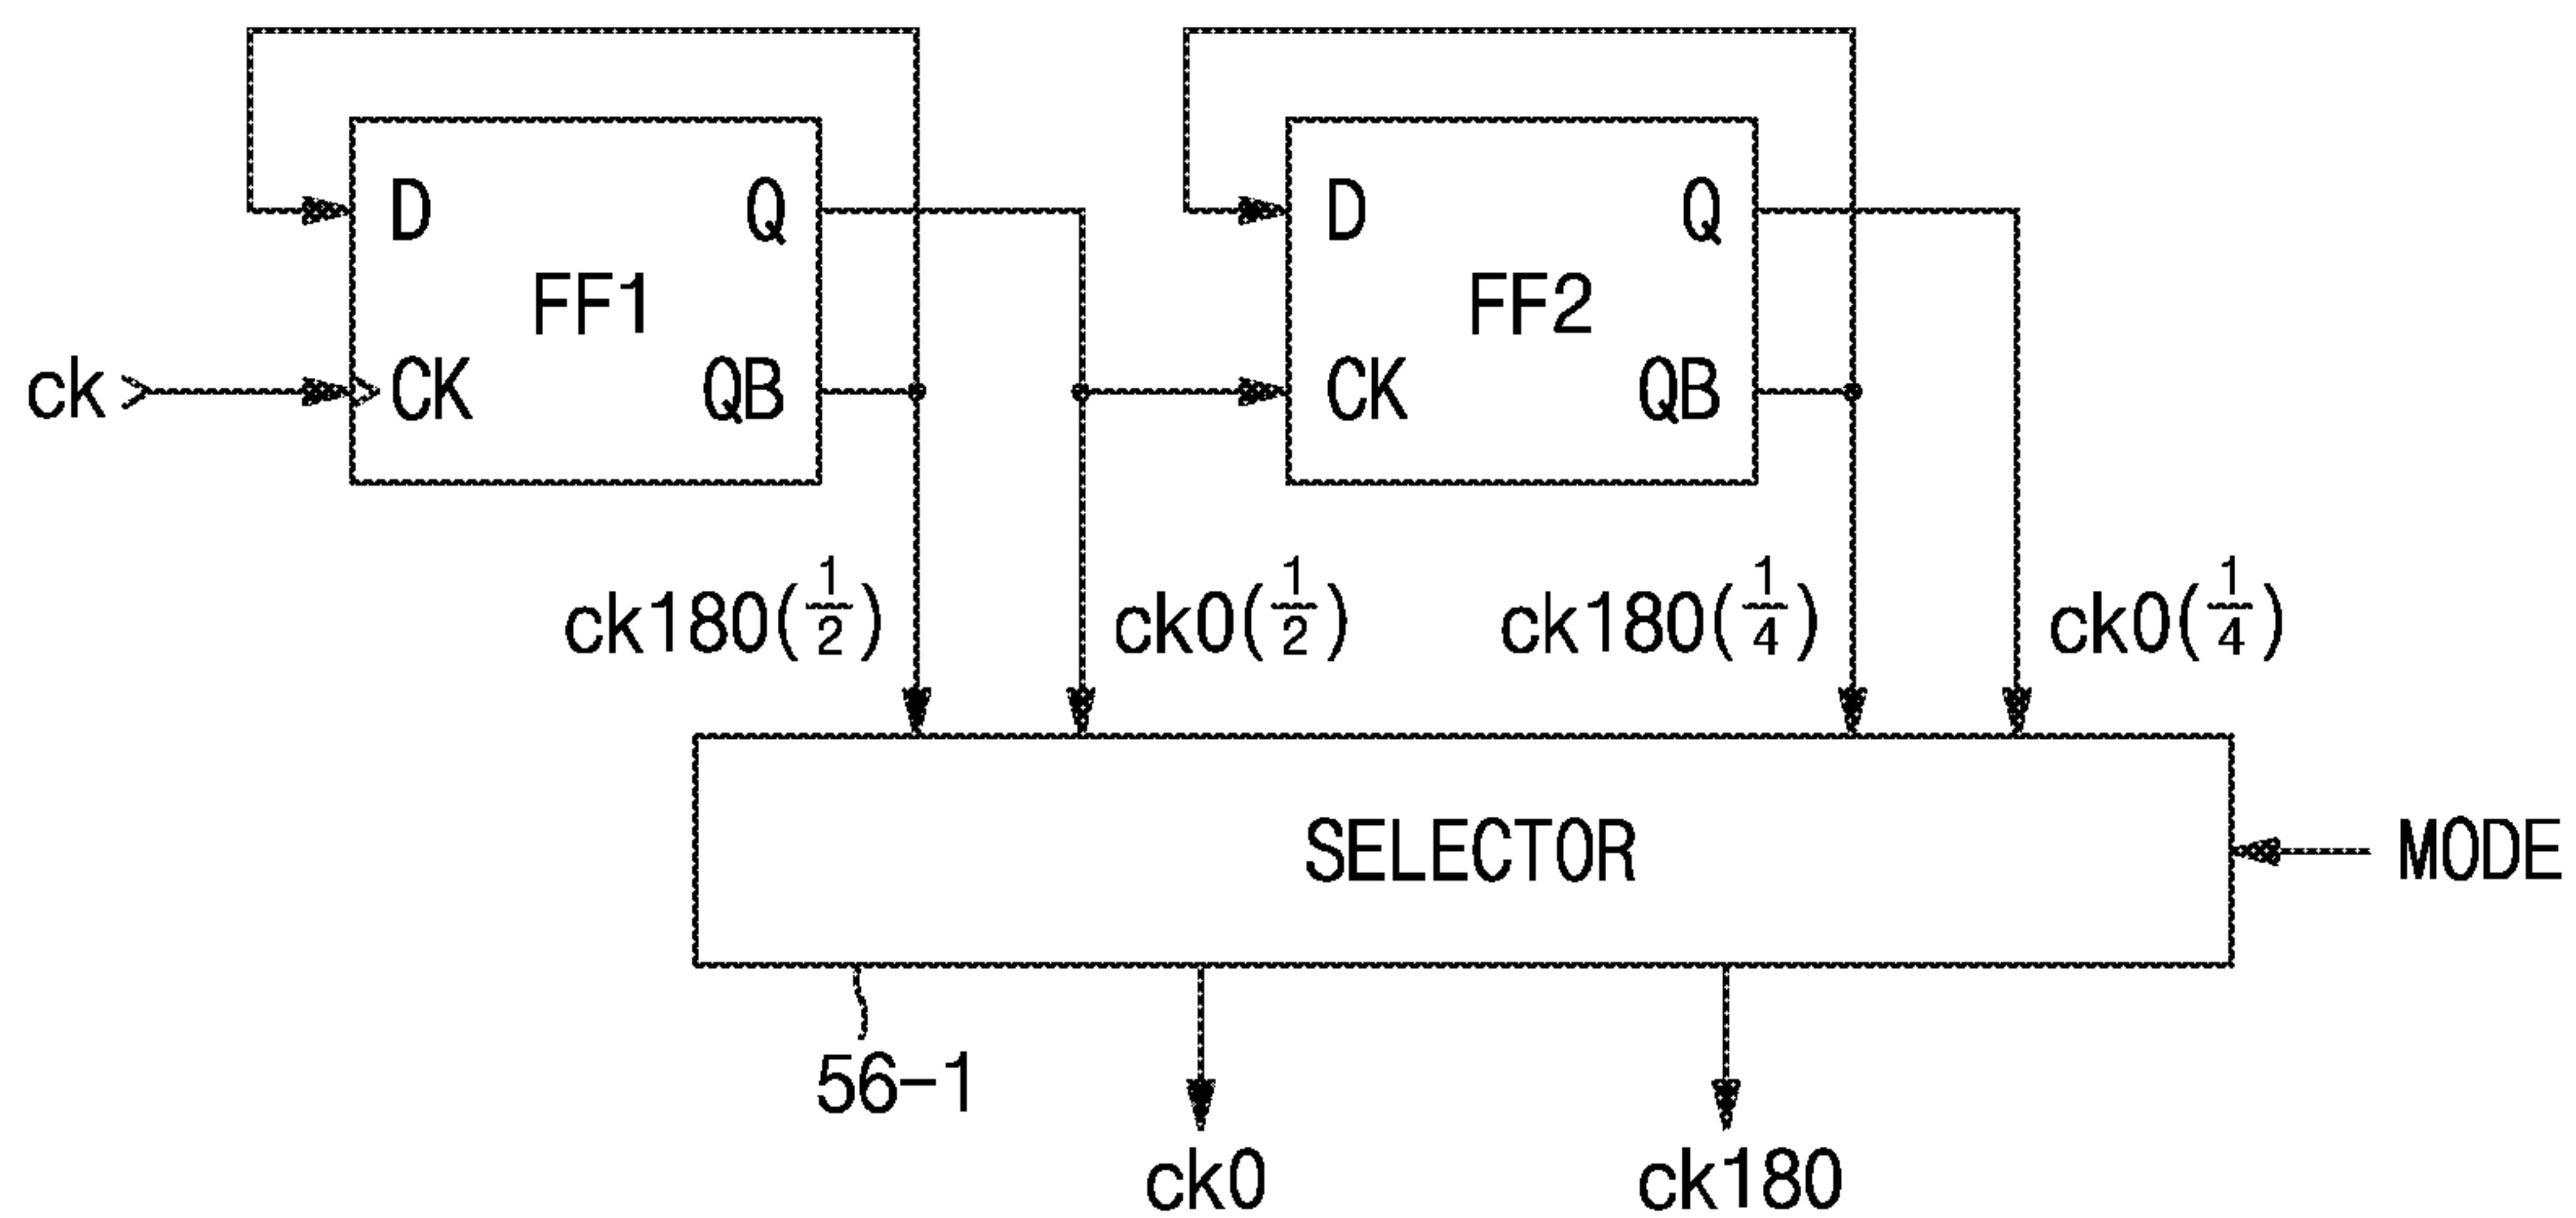 D Q D Q
FF1 FF2
ck CK QB CK QB
ck180(1/2) ck0(1/2) ck180(1/4) ck0(1/4)
SELECTOR MODE
56-1
ck0 ck180